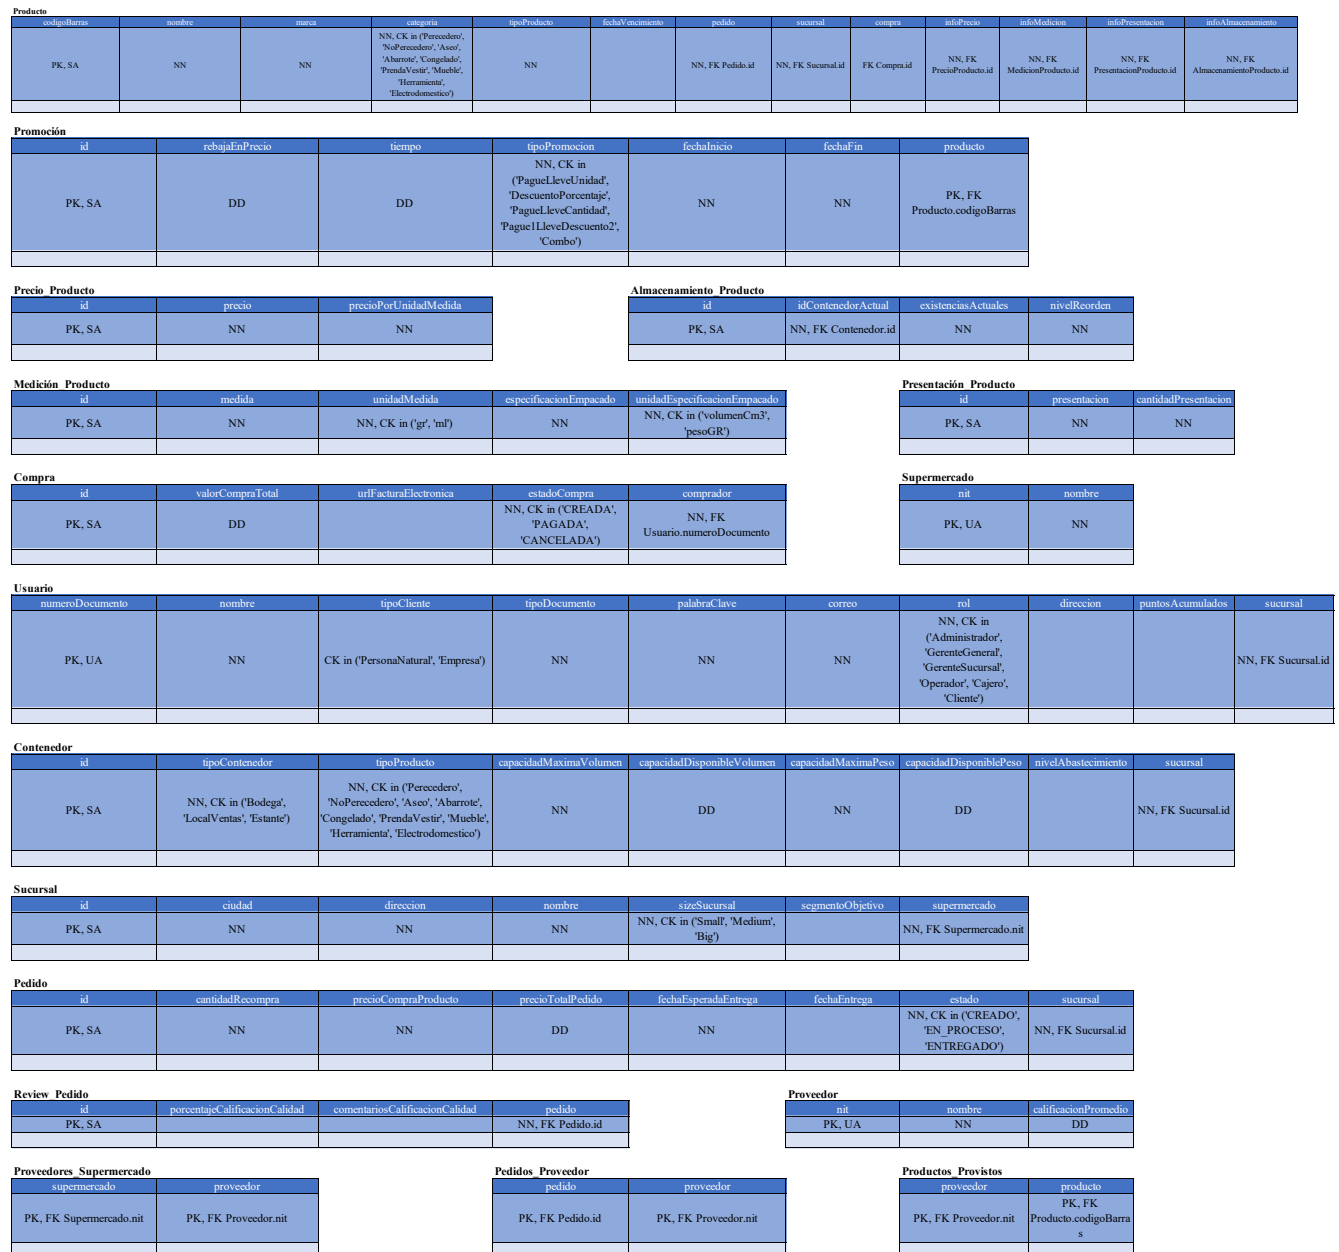 Producto
codigoBarras nombre marca categoria tipoProducto fechaVencimiento pedido sucursal compra infoPrecio infoMedicion infoPresentacion infoAlmacenamiento
PK, SA NN NN NN, CK in ('Perecedero', 'NoPerecedero', 'Aseo', 'Abarrote', 'Congelado', 'PrendaVestir', 'Mueble', 'Herramienta', 'Electrodomestico') NN NN, FK Pedido.id NN, FK Sucursal.id FK Compra.id NN, FK PrecioProducto.id NN, FK MedicionProducto.id NN, FK PresentacionProducto.id NN, FK AlmacenamientoProducto.id
Promoción
id rebajaEnPrecio tiempo tipoPromocion fechaInicio fechaFin producto
PK, SA DD DD NN, CK in ('PagueLleveUnidad', 'DescuentoPorcentaje', 'PagueLleveCantidad', 'Pague1LleveDescuento2', 'Combo') NN NN PK, FK Producto.codigoBarras
Precio_Producto
id precio precioPorUnidadMedida
PK, SA NN NN
Almacenamiento_Producto
id idContenedorActual existenciasActuales nivelReorden
PK, SA NN, FK Contenedor.id NN NN
Medición_Producto
id medida unidadMedida especificacionEmpacado unidadEspecificacionEmpacado
PK, SA NN NN, CK in ('gr', 'ml') NN NN, CK in ('volumenCm3', 'pesoGR')
Presentación_Producto
id presentacion cantidadPresentacion
PK, SA NN NN
Compra
id valorCompraTotal urlFacturaElectronica estadoCompra comprador
PK, SA DD NN, CK in ('CREADA', 'PAGADA', 'CANCELADA') NN, FK Usuario.numeroDocumento
Supermercado
nit nombre
PK, UA NN
Usuario
numeroDocumento nombre tipoCliente tipoDocumento palabraClave correo rol direccion puntosAcumulados sucursal
PK, UA NN CK in ('PersonaNatural', 'Empresa') NN NN NN NN, CK in ('Administrador', 'GerenteGeneral', 'GerenteSucursal', 'Operador', 'Cajero', 'Cliente') NN, FK Sucursal.id
Contenedor
id tipoContenedor tipoProducto capacidadMaximaVolumen capacidadDisponibleVolumen capacidadMaximaPeso capacidadDisponiblePeso nivelAbastecimiento sucursal
PK, SA NN, CK in ('Bodega', 'LocalVentas', 'Estante') NN, CK in ('Perecedero', 'NoPerecedero', 'Aseo', 'Abarrote', 'Congelado', 'PrendaVestir', 'Mueble', 'Herramienta', 'Electrodomestico') NN DD NN DD NN, FK Sucursal.id
Sucursal
id ciudad direccion nombre sizeSucursal segmentoObjetivo supermercado
PK, SA NN NN NN NN, CK in ('Small', 'Medium', 'Big') NN, FK Supermercado.nit
Pedido
id cantidadRecompra precioCompraProducto precioTotalPedido fechaEsperadaEntrega fechaEntrega estado sucursal
PK, SA NN NN DD NN NN, CK in ('CREADO', 'EN_PROCESO', 'ENTREGADO') NN, FK Sucursal.id
Review_Pedido
id porcentajeCalificacionCalidad comentariosCalificacionCalidad pedido
PK, SA NN, FK Pedido.id
Proveedor
nit nombre calificacionPromedio
PK, UA NN DD
Proveedores_Supermercado
supermercado proveedor
PK, FK Supermercado.nit PK, FK Proveedor.nit
Pedidos_Proveedor
pedido proveedor
PK, FK Pedido.id PK, FK Proveedor.nit
Productos_Provistos
proveedor producto
PK, FK Proveedor.nit PK, FK Producto.codigoBarras